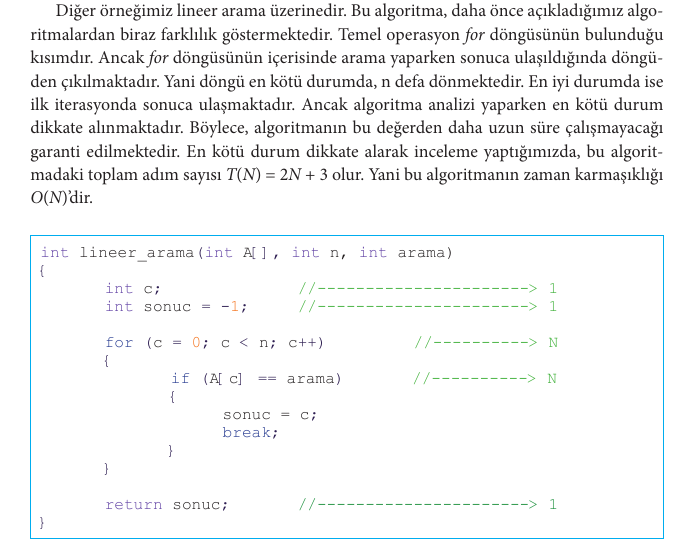 Diğer örneğimiz lineer arama üzerinedir. Bu algoritma, daha önce açıkladığımız algo-
ritmalardan biraz farklılık göstermektedir. Temel operasyon for döngüsünün bulunduğu
kısımdır. Ancak for döngüsünün içerisinde arama yaparken sonuca ulaşıldığında döngü-
den çıkılmaktadır. Yani döngü en kötü durumda, n defa dönmektedir. En iyi durumda ise
ilk iterasyonda sonuca ulaşmaktadır. Ancak algoritma analizi yaparken en kötü durum
dikkate alınmaktadır. Böylece, algoritmanın bu değerden daha uzun süre çalışmayacağı
garanti edilmektedir. En kötü durum dikkate alarak inceleme yaptığımızda, bu algorit-
madaki toplam adım sayısı T(N) = 2N + 3 olur. Yani bu algoritmanın zaman karmaşıklığı
O(N)’dir.
int lineer_arama(int A[], int n, int arama)
{
int c; //----------------------> 1
int sonuc = -1; //----------------------> 1
for (c = 0; c < n; c++) //----------> N
{
if (A[c] == arama) //----------> N
{
sonuc = c;
break;
}
}
return sonuc; //----------------------> 1
}